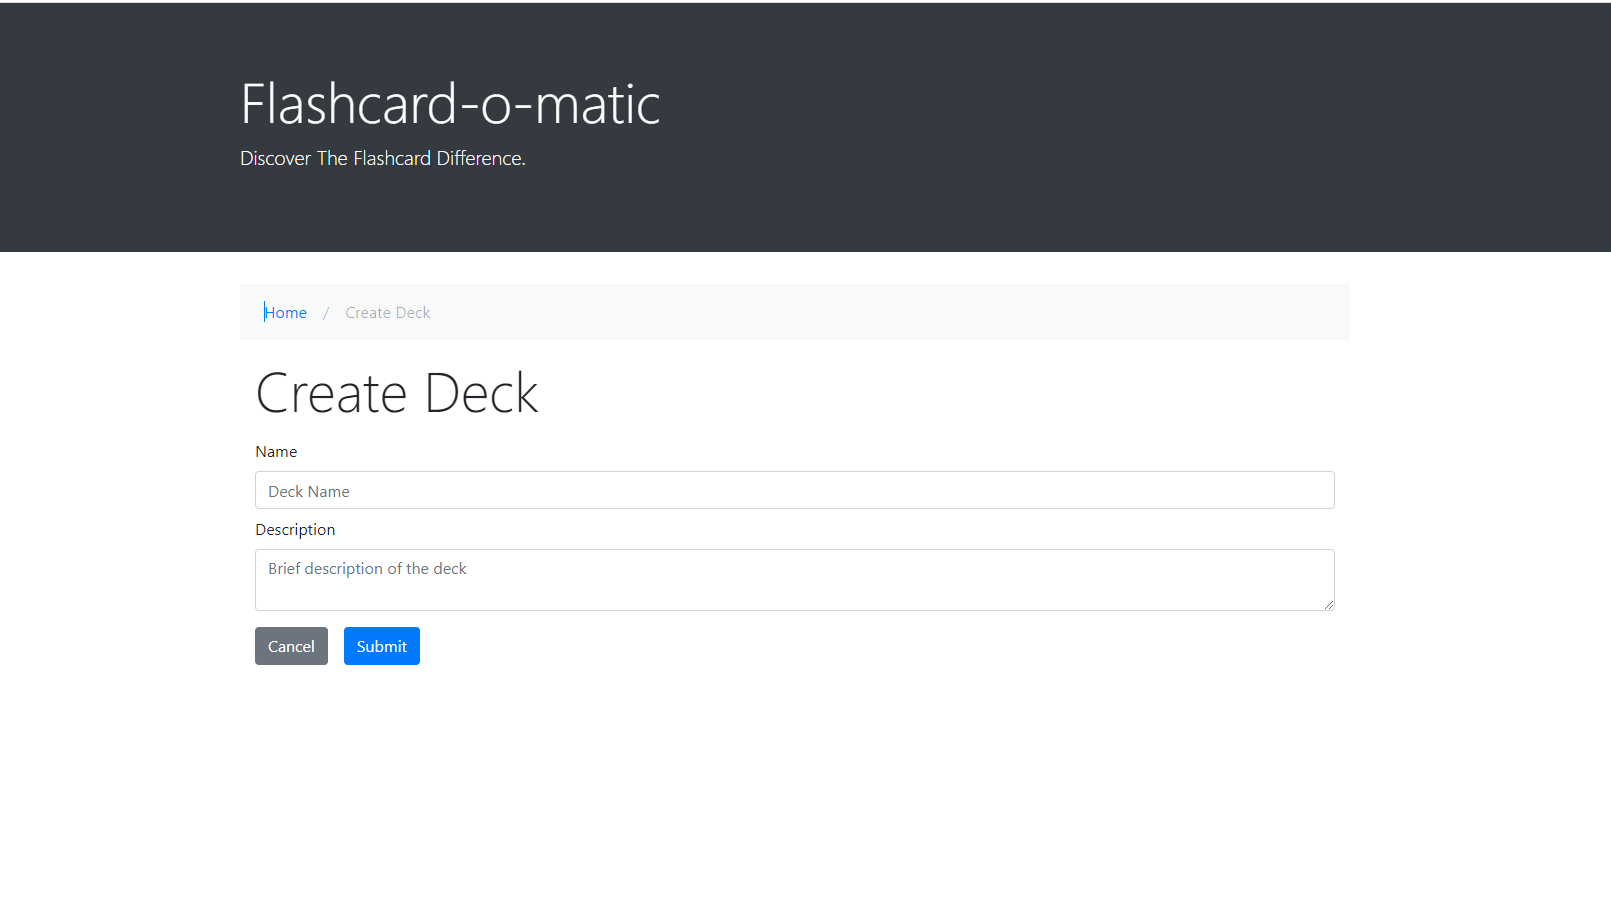 Flashcard-o-matic
Discover The Flashcard Difference.
Home / Create Deck
Create Deck
Name
Deck Name
Description
Brief description of the deck
Cancel Submit